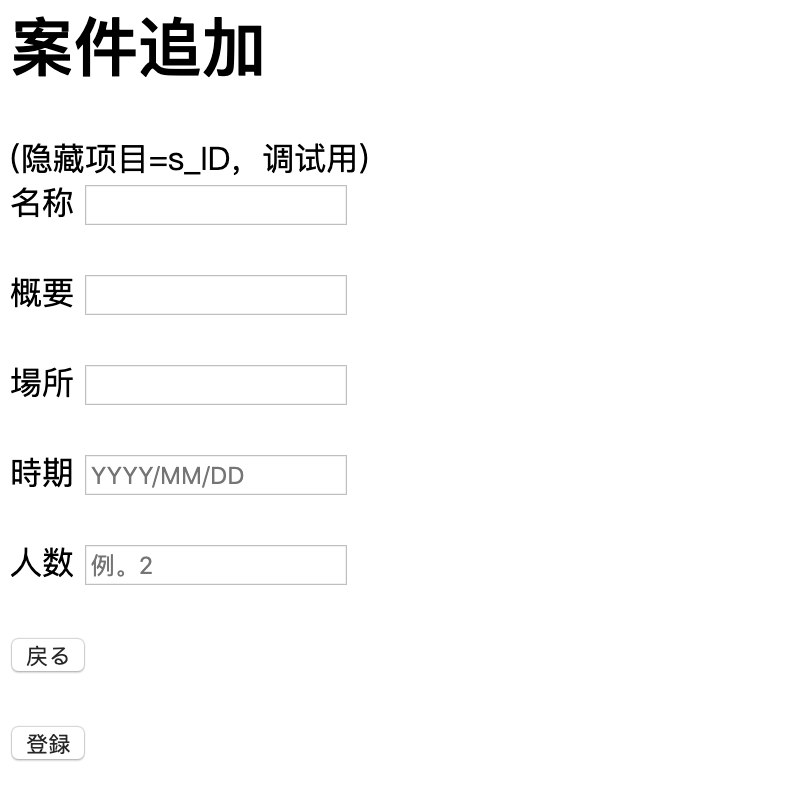 案件追加
(隐藏项目=s_ID，调试用)
名称
概要
場所
時期 YYYY/MM/DD
人数 例。2
戻る
登録